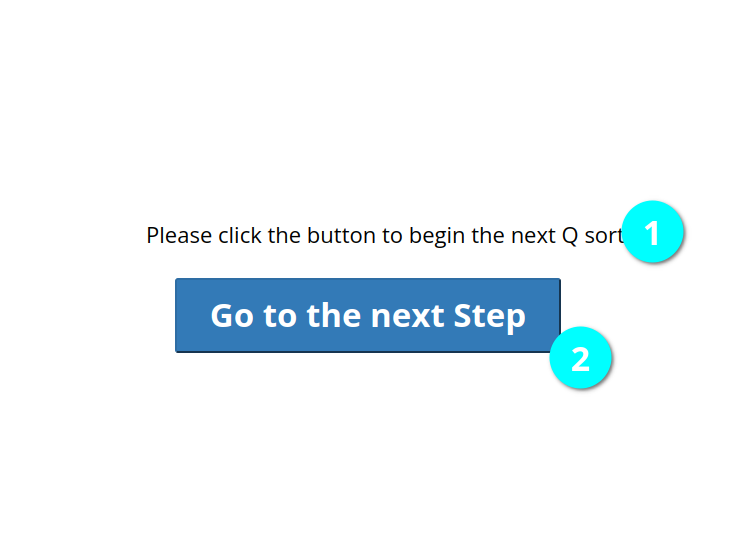 Please click the button to begin the next Q sort
1
Go to the next Step
2